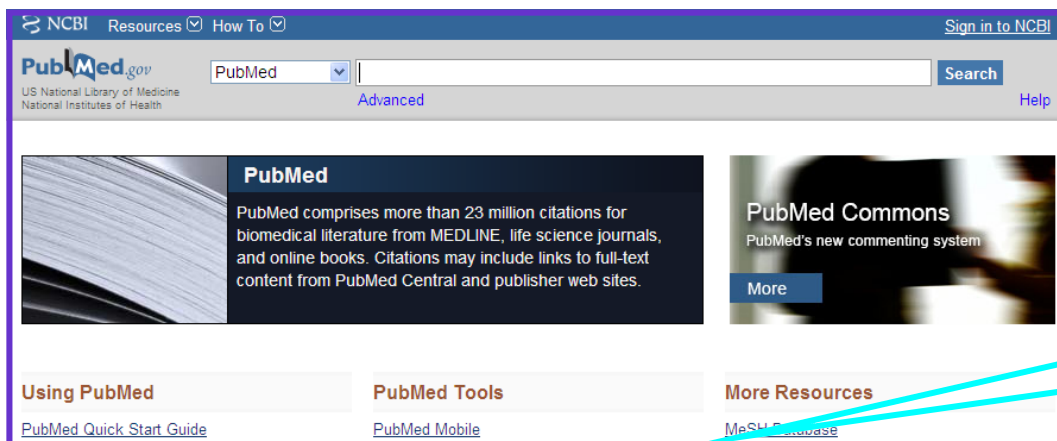 NCBI Resources How To Sign in to NCBI
PubMed.gov
US National Library of Medicine
National Institutes of Health
PubMed Search
Advanced Help
PubMed
PubMed comprises more than 23 million citations for
biomedical literature from MEDLINE, life science journals,
and online books. Citations may include links to full-text
content from PubMed Central and publisher web sites.
PubMed Commons
PubMed's new commenting system
More
Using PubMed PubMed Tools More Resources
PubMed Quick Start Guide PubMed Mobile MeSH Database